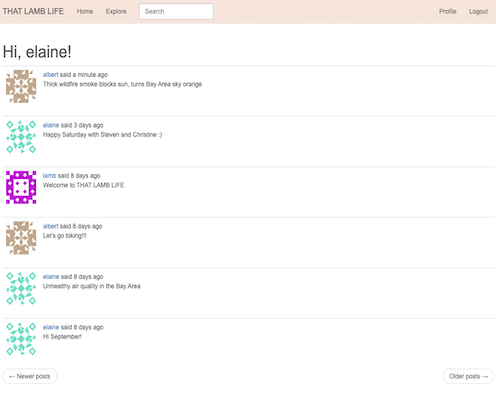 THAT LAMB LIFE Home Explore Search Profile Logout
Hi, elaine!
albert said a minute ago
Thick wildfire smoke blocks sun, turns Bay Area sky orange
elaine said 3 days ago
Happy Saturday with Steven and Christine :)
lamb said 8 days ago
Welcome to THAT LAMB LIFE
albert said 8 days ago
Let's go biking!!!
elaine said 8 days ago
Unhealthy air quality in the Bay Area
elaine said 8 days ago
Hi September!
← Newer posts Older posts →